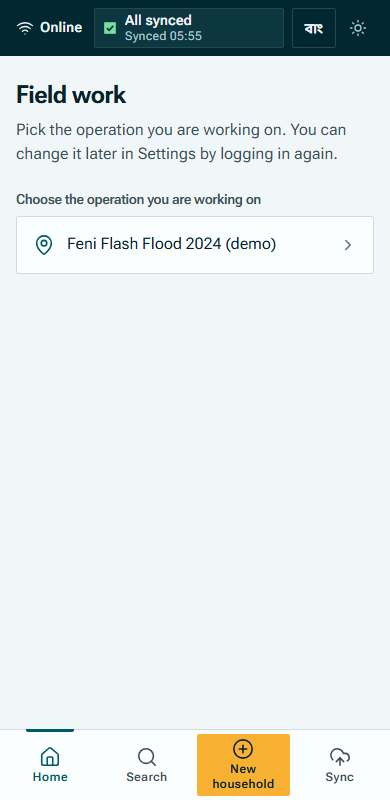 Online
All synced
Synced 05:55
বাং
Field work
Pick the operation you are working on. You can
change it later in Settings by logging in again.
Choose the operation you are working on
Feni Flash Flood 2024 (demo)
Home
Search
New
household
Sync